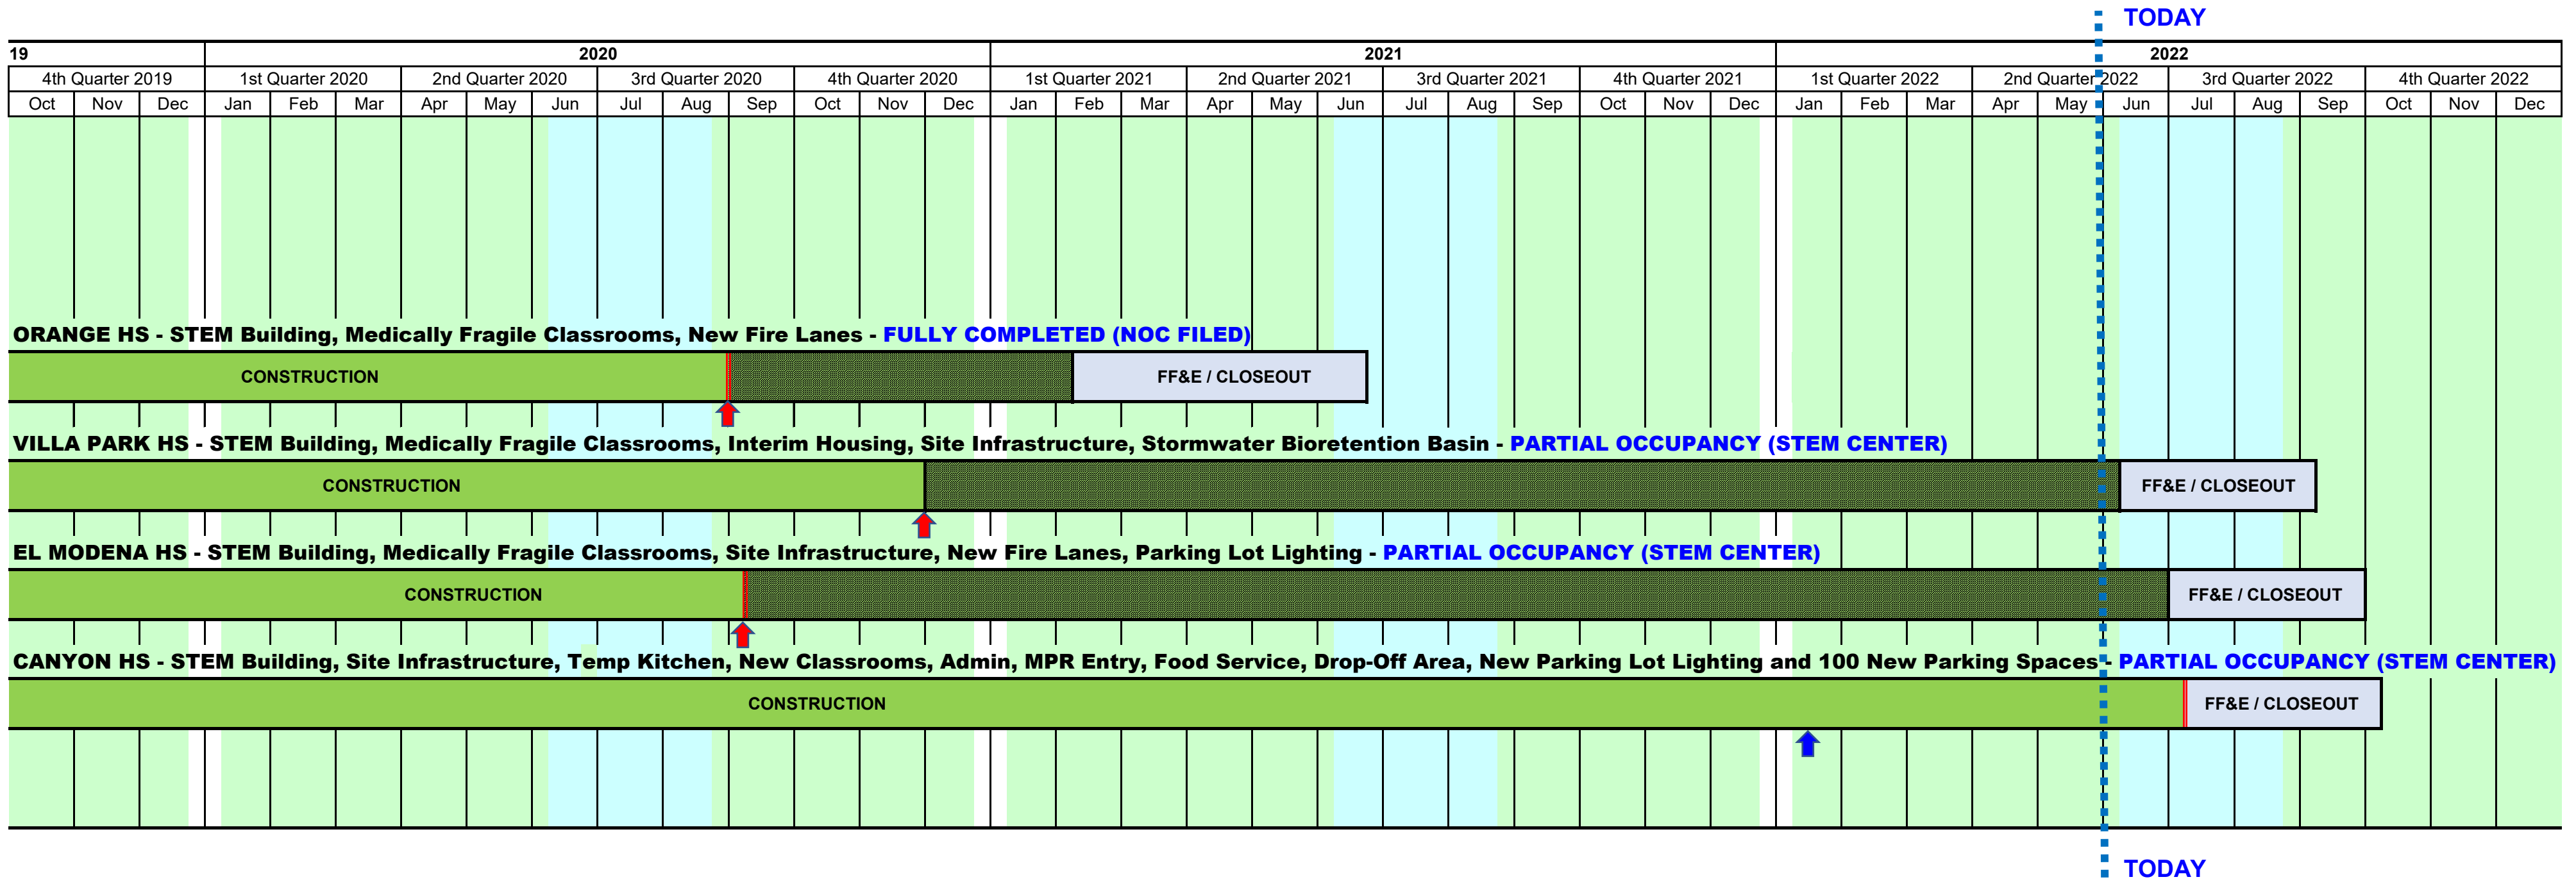 TODAY
19 2020 2021 2022
4th Quarter 2019 1st Quarter 2020 2nd Quarter 2020 3rd Quarter 2020 4th Quarter 2020 1st Quarter 2021 2nd Quarter 2021 3rd Quarter 2021 4th Quarter 2021 1st Quarter 2022 2nd Quarter 2022 3rd Quarter 2022 4th Quarter 2022
Oct Nov Dec Jan Feb Mar Apr May Jun Jul Aug Sep Oct Nov Dec Jan Feb Mar Apr May Jun Jul Aug Sep Oct Nov Dec Jan Feb Mar Apr May Jun Jul Aug Sep Oct Nov Dec
ORANGE HS - STEM Building, Medically Fragile Classrooms, New Fire Lanes - FULLY COMPLETED (NOC FILED)
CONSTRUCTION FF&E / CLOSEOUT
VILLA PARK HS - STEM Building, Medically Fragile Classrooms, Interim Housing, Site Infrastructure, Stormwater Bioretention Basin - PARTIAL OCCUPANCY (STEM CENTER)
CONSTRUCTION FF&E / CLOSEOUT
EL MODENA HS - STEM Building, Medically Fragile Classrooms, Site Infrastructure, New Fire Lanes, Parking Lot Lighting - PARTIAL OCCUPANCY (STEM CENTER)
CONSTRUCTION FF&E / CLOSEOUT
CANYON HS - STEM Building, Site Infrastructure, Temp Kitchen, New Classrooms, Admin, MPR Entry, Food Service, Drop-Off Area, New Parking Lot Lighting and 100 New Parking Spaces - PARTIAL OCCUPANCY (STEM CENTER)
CONSTRUCTION FF&E / CLOSEOUT
TODAY